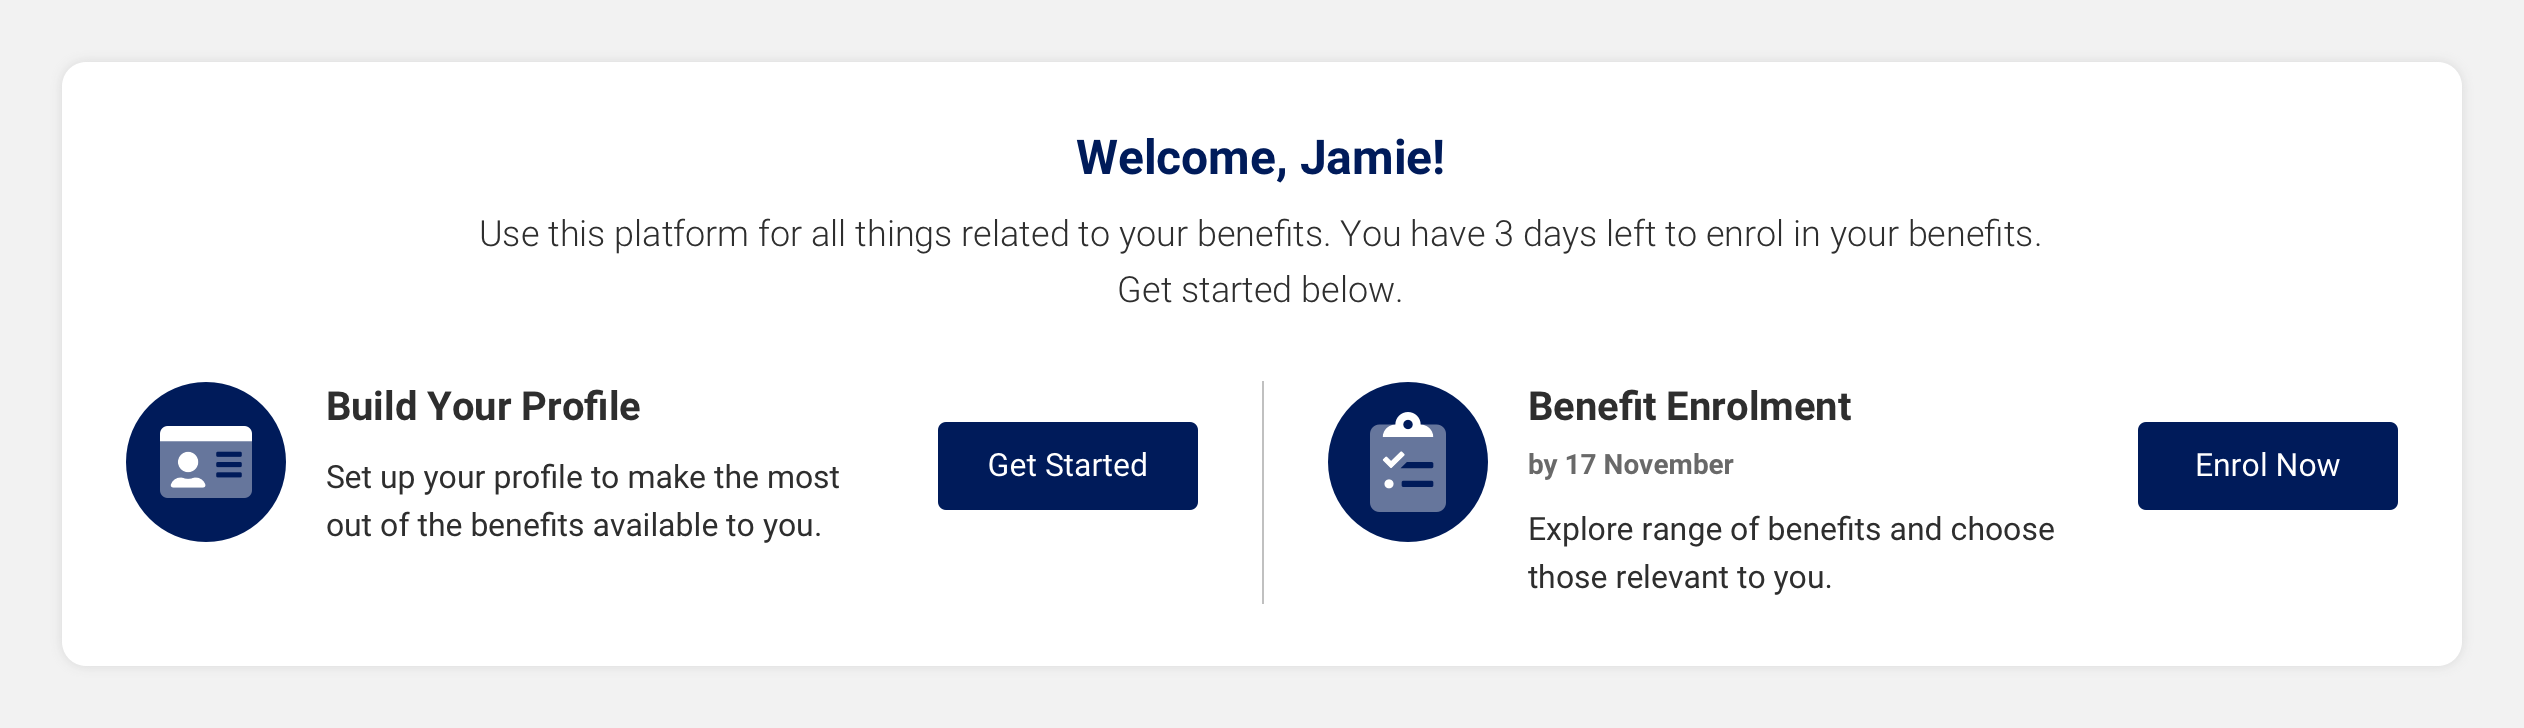 Welcome, Jamie!
Use this platform for all things related to your benefits. You have 3 days left to enrol in your benefits.
Get started below.
Build Your Profile
Set up your profile to make the most
out of the benefits available to you.
Get Started
Benefit Enrolment
by 17 November
Explore range of benefits and choose
those relevant to you.
Enrol Now